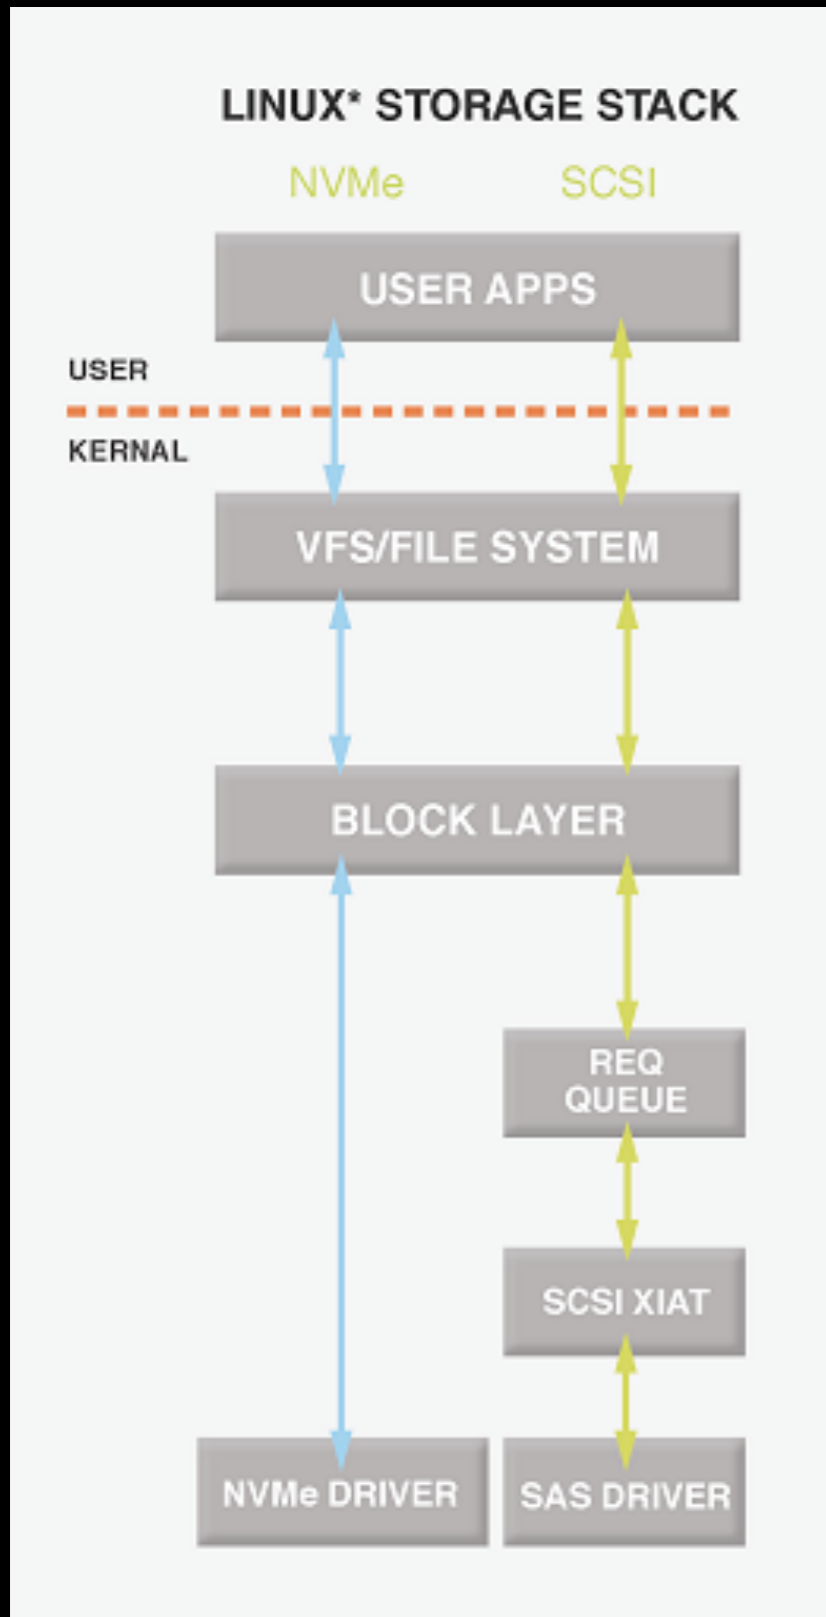 LINUX* STORAGE STACK
NVMe SCSI
USER APPS
USER
KERNAL
VFS/FILE SYSTEM
BLOCK LAYER
REQ
QUEUE
SCSI XIAT
NVMe DRIVER SAS DRIVER